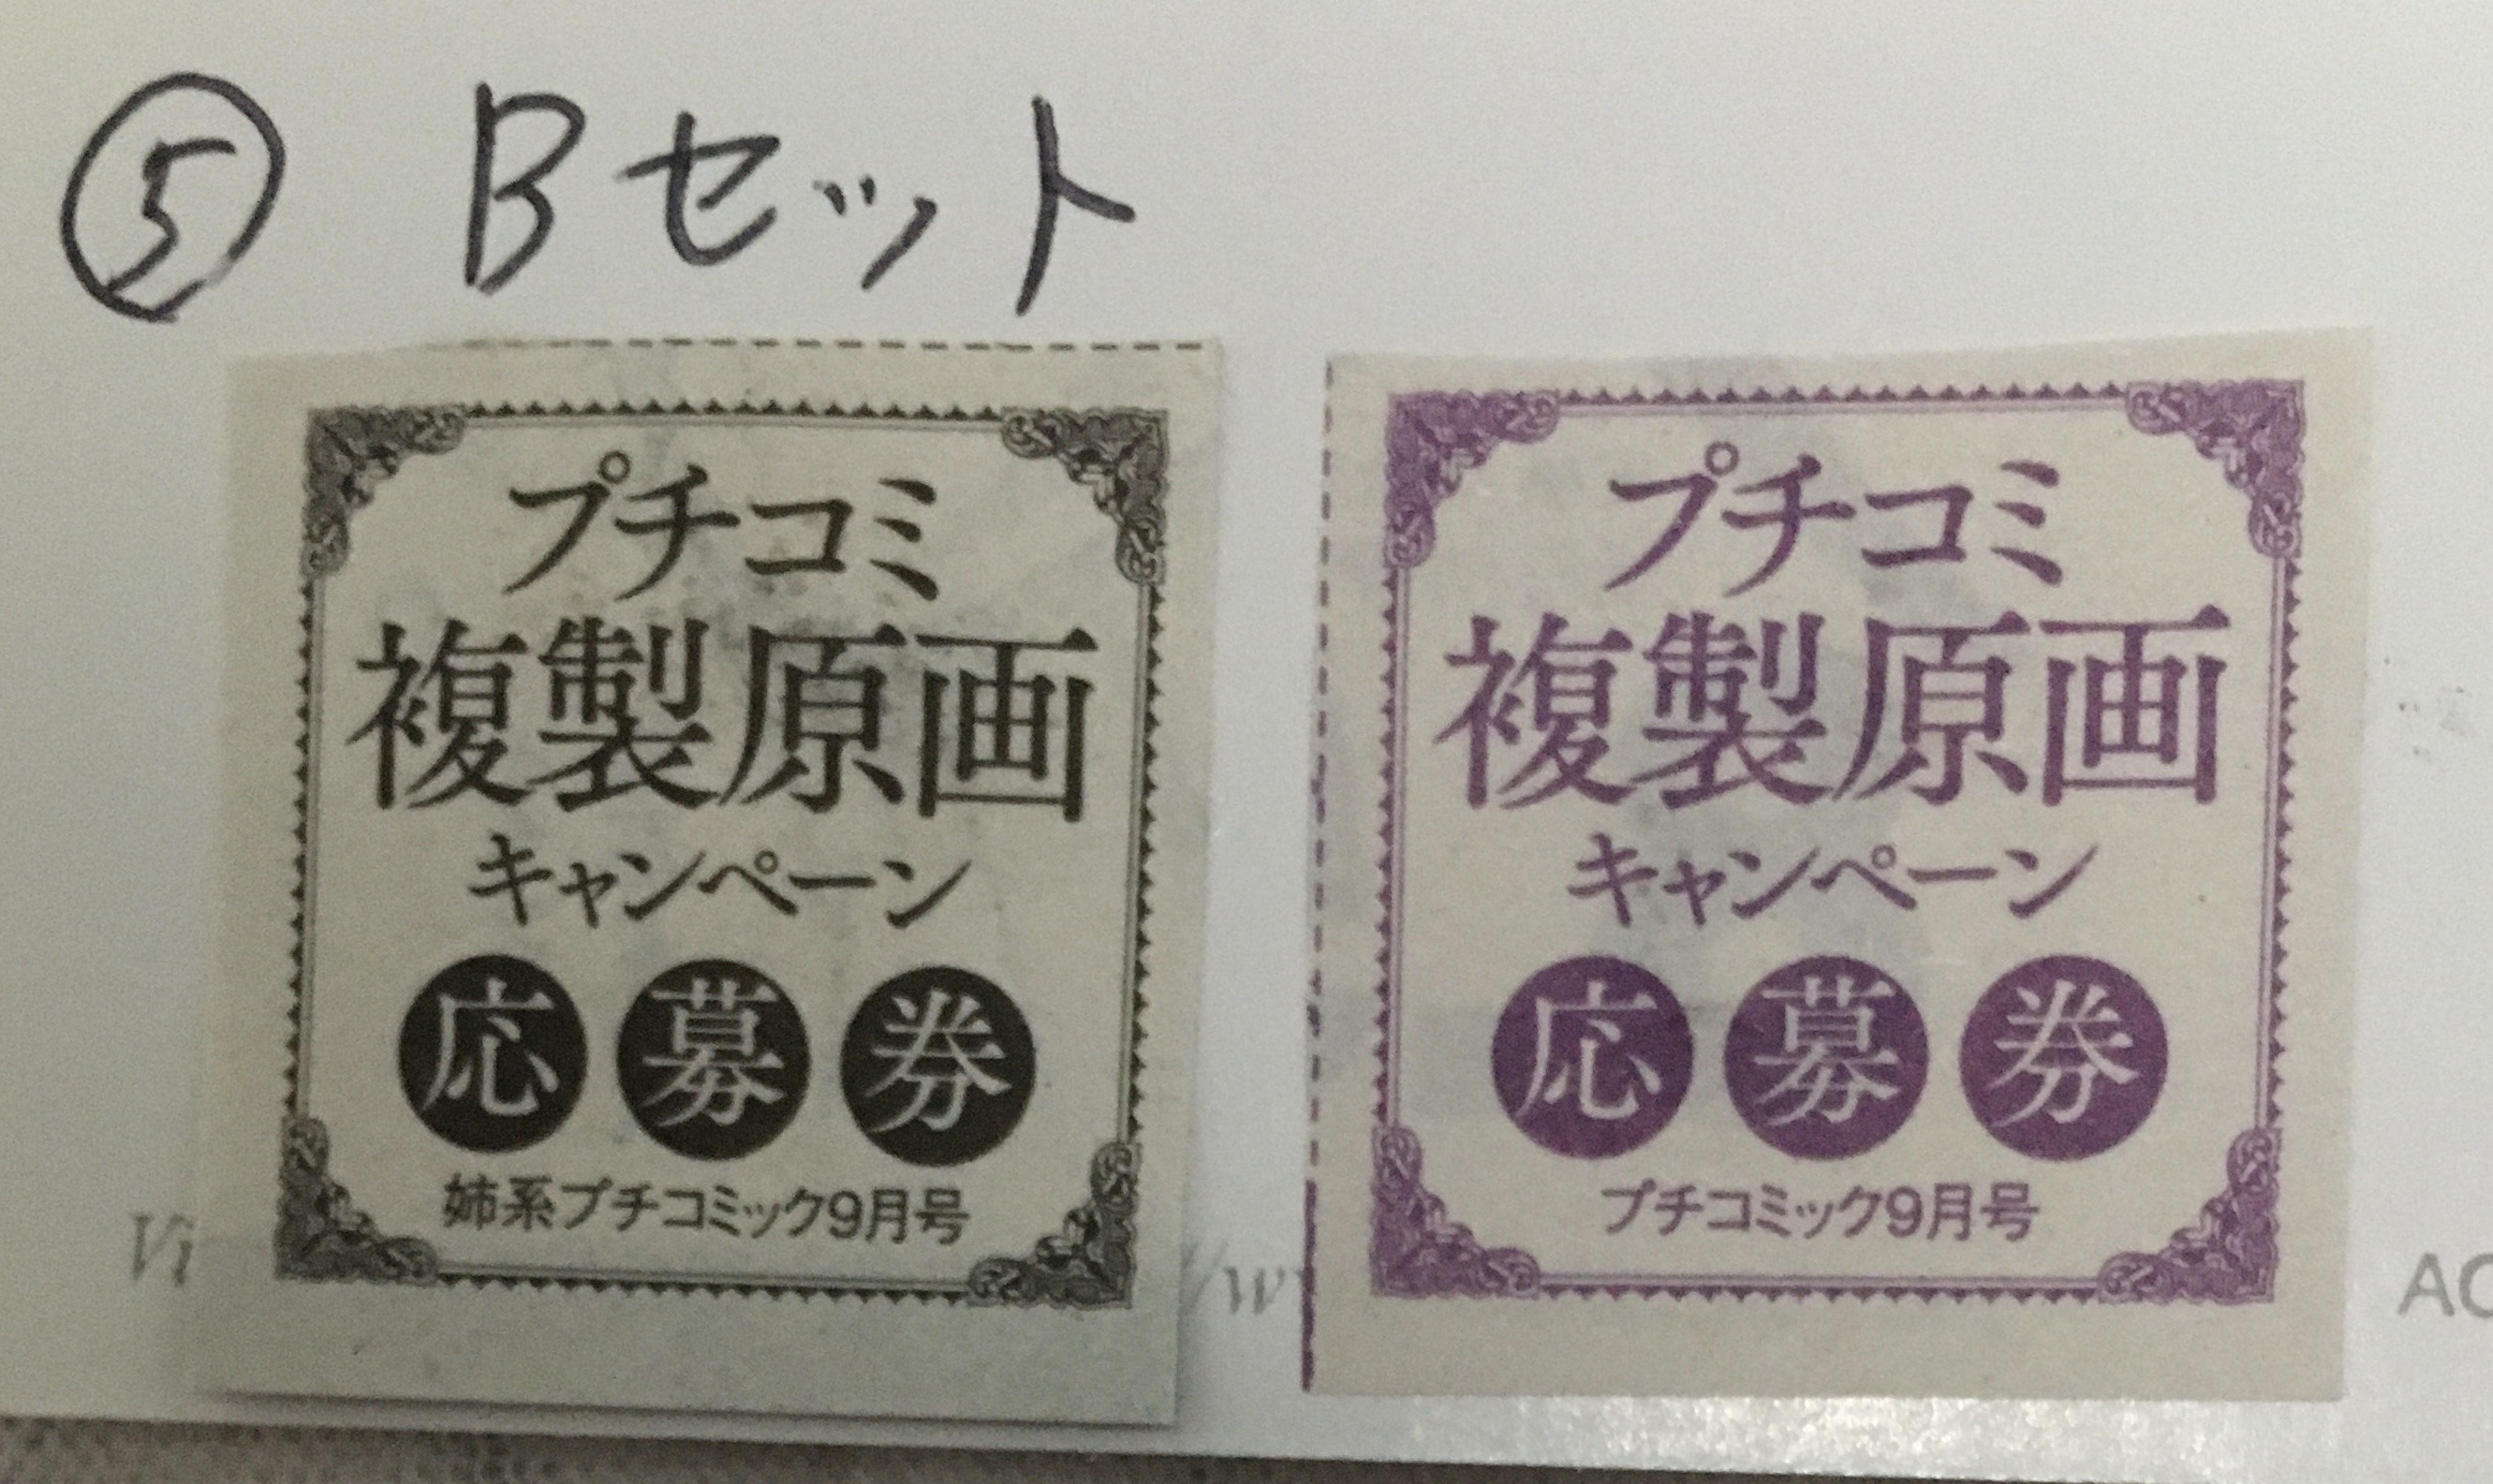 ⑤ Bセット
プチコミ
複製原画
キャンペーン
応募券
姉系プチコミック9月号
プチコミ
複製原画
キャンペーン
応募券
プチコミック9月号